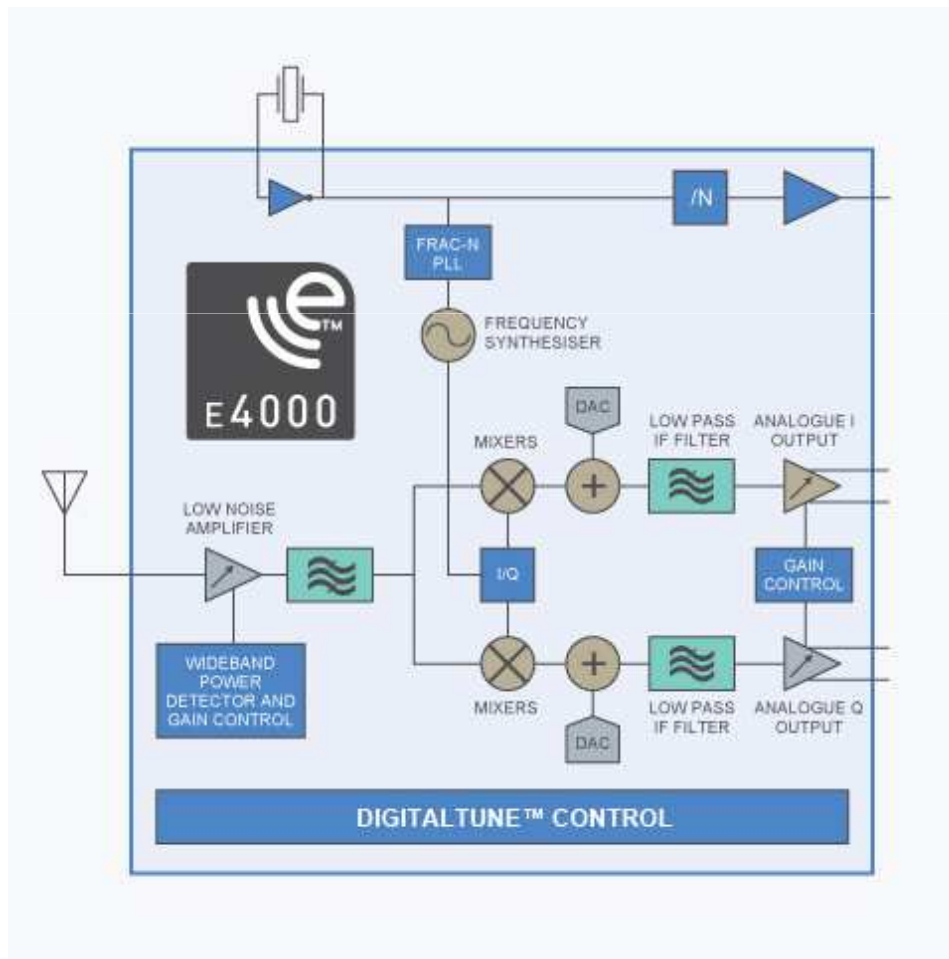 /N
FRAC-N
PLL
e
™
E4000
FREQUENCY
SYNTHESISER
DAC
MIXERS
LOW PASS
IF FILTER
ANALOGUE I
OUTPUT
LOW NOISE
AMPLIFIER
I/Q
GAIN
CONTROL
WIDEBAND
POWER
DETECTOR AND
GAIN CONTROL
MIXERS
LOW PASS
IF FILTER
ANALOGUE Q
OUTPUT
DAC
DIGITALTUNE™ CONTROL